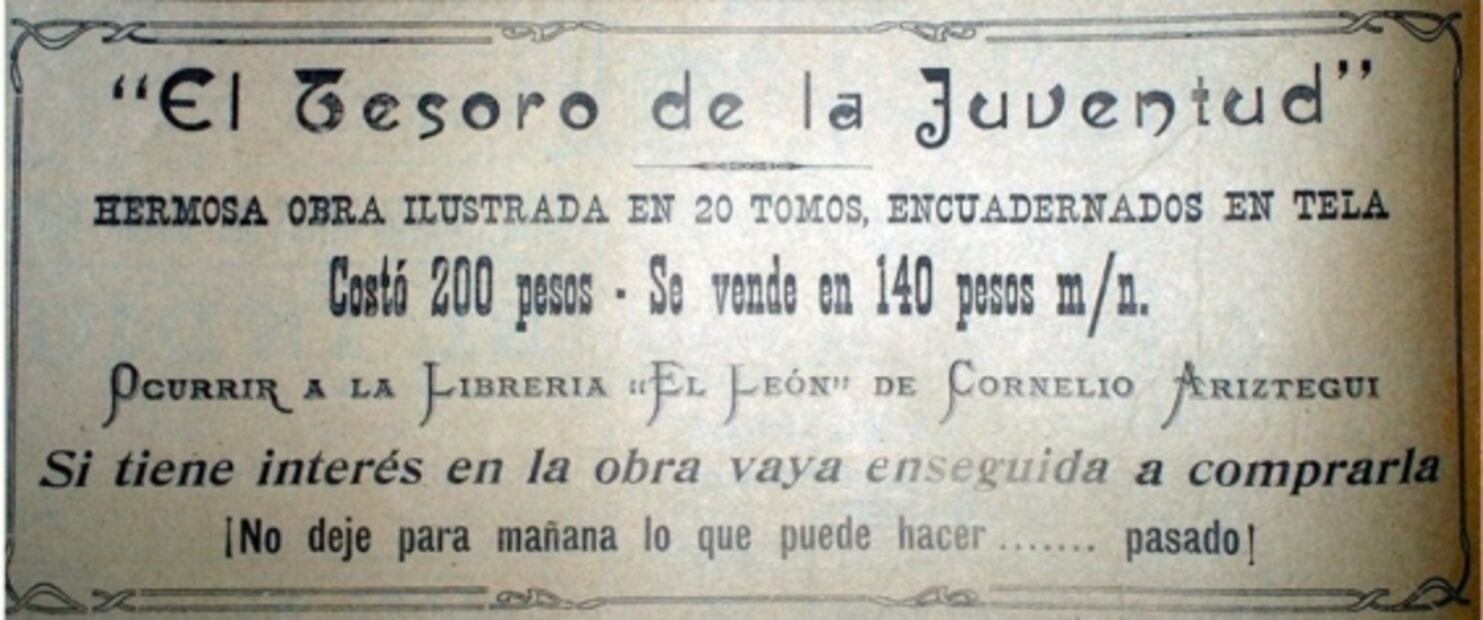 "El Tesoro de la Juventud"
HERMOSA OBRA ILUSTRADA EN 20 TOMOS, ENCUADERNADOS EN TELA
Costó 200 pesos - Se vende en 140 pesos m/n.
OCURRIR A LA LIBRERIA "EL LEÓN" DE CORNELIO ARIZTEGUI
Si tiene interés en la obra vaya enseguida a comprarla
¡No deje para mañana lo que puede hacer ....... pasado!